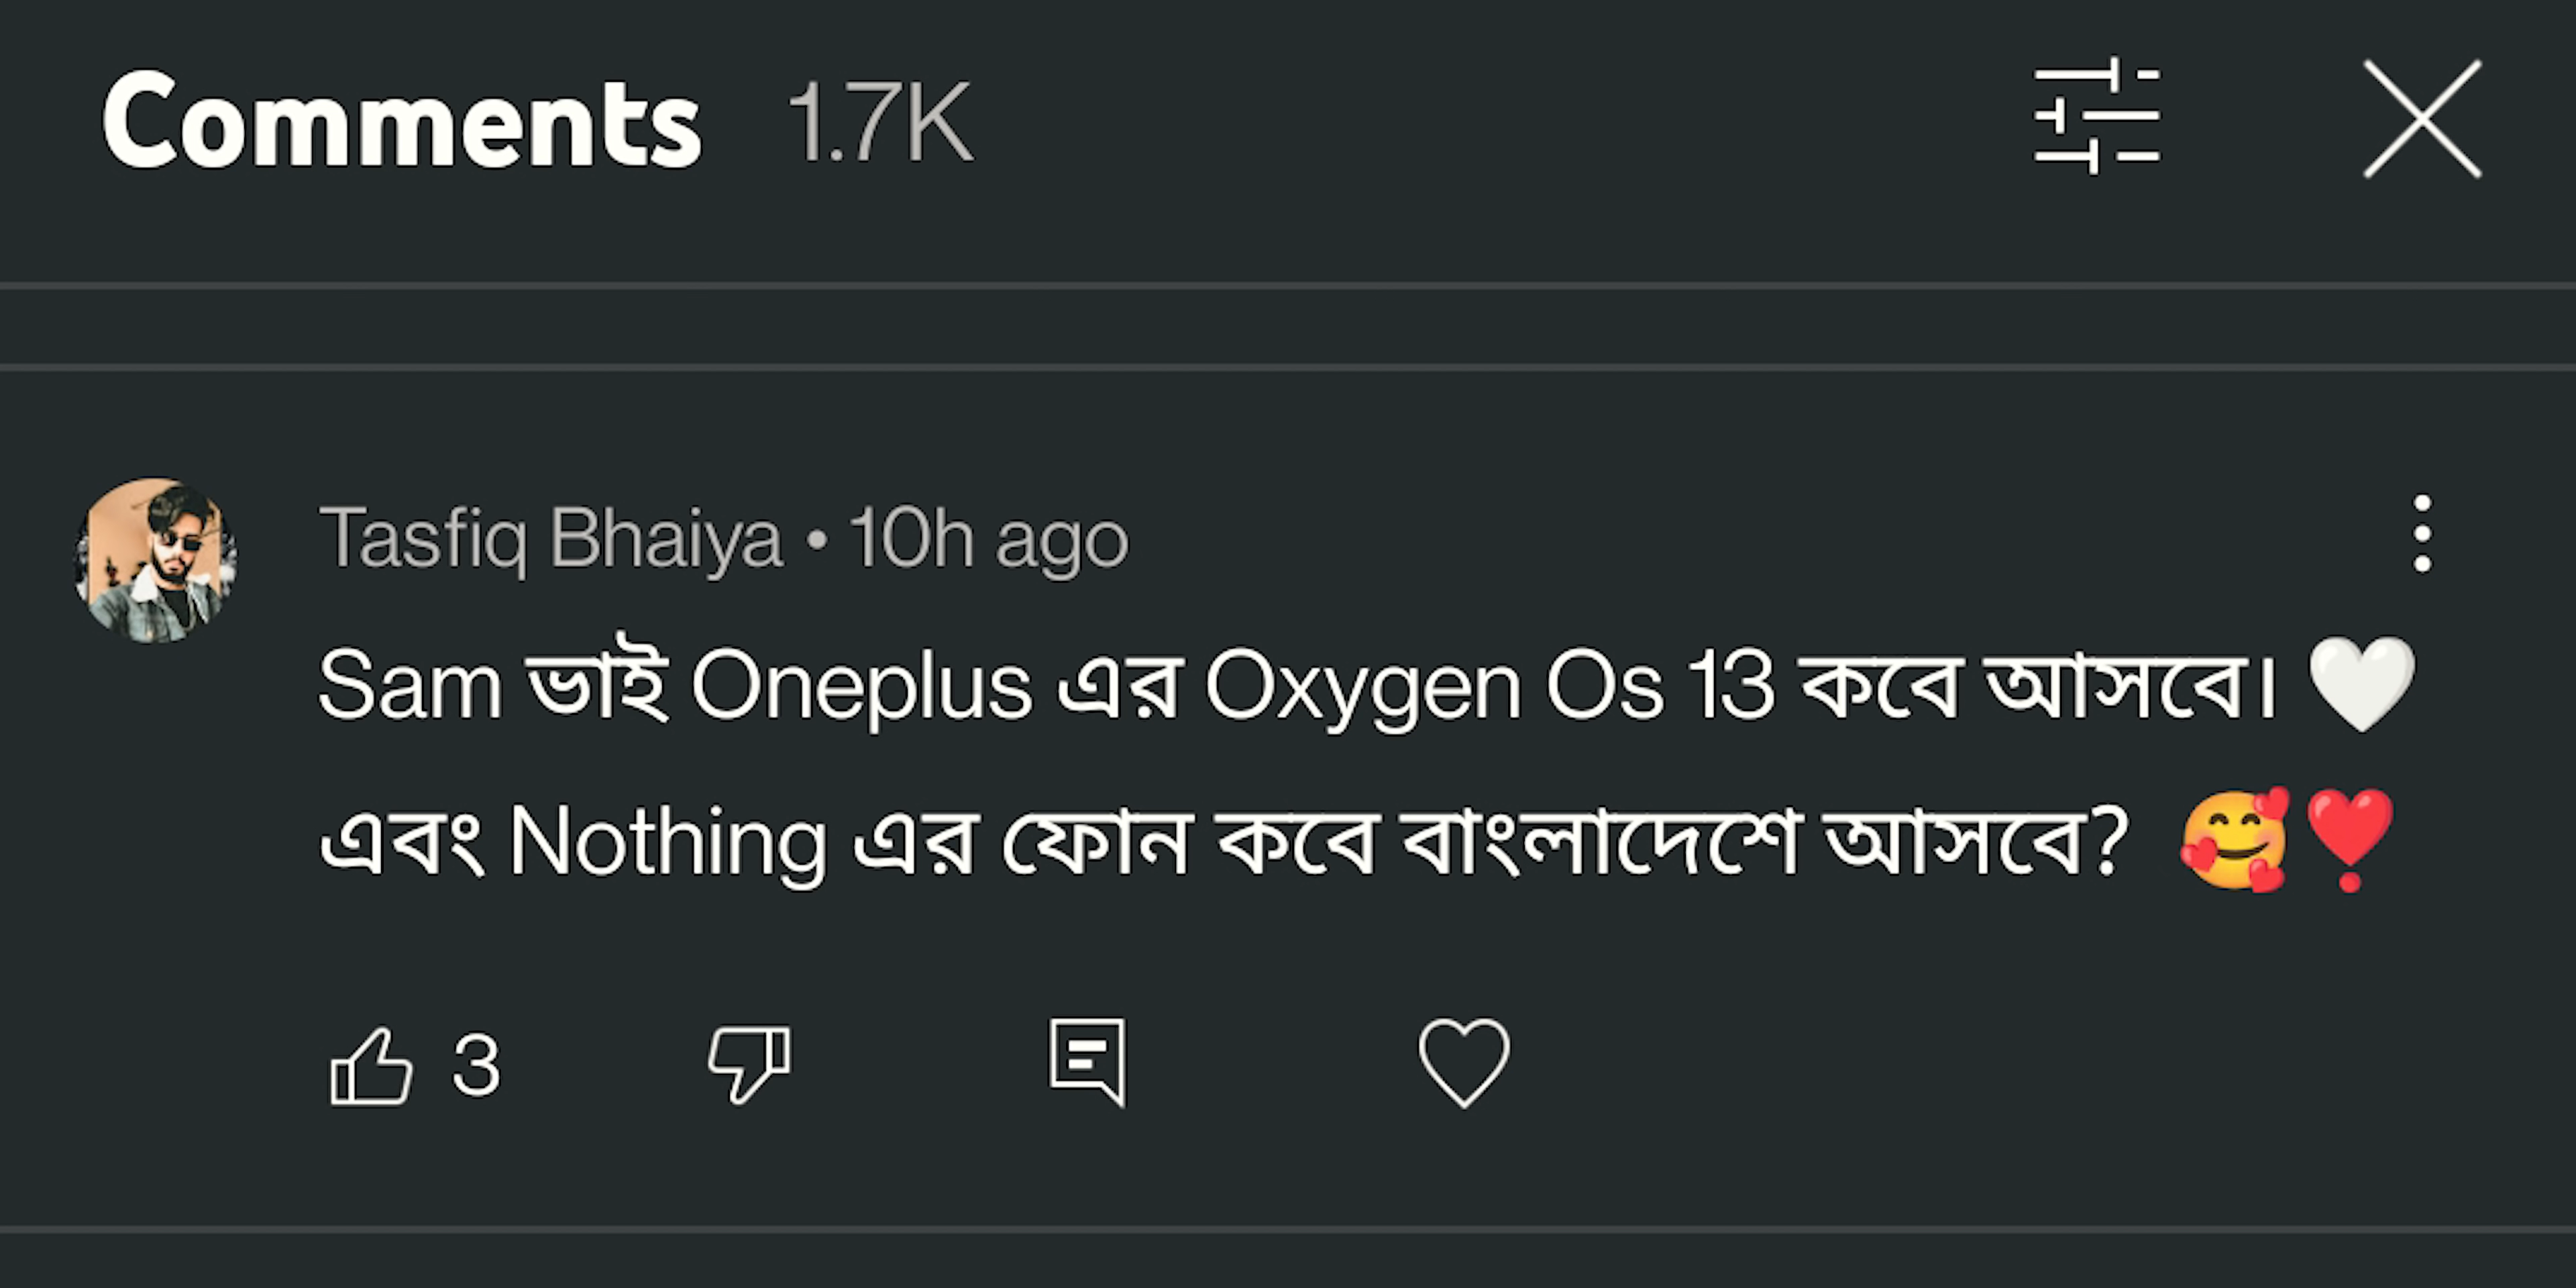 Comments 1.7K
Tasfiq Bhaiya • 10h ago
Sam ভাই Oneplus এর Oxygen Os 13 কবে আসবে। 🤍
এবং Nothing এর ফোন কবে বাংলাদেশে আসবে? 🥰❣️
3